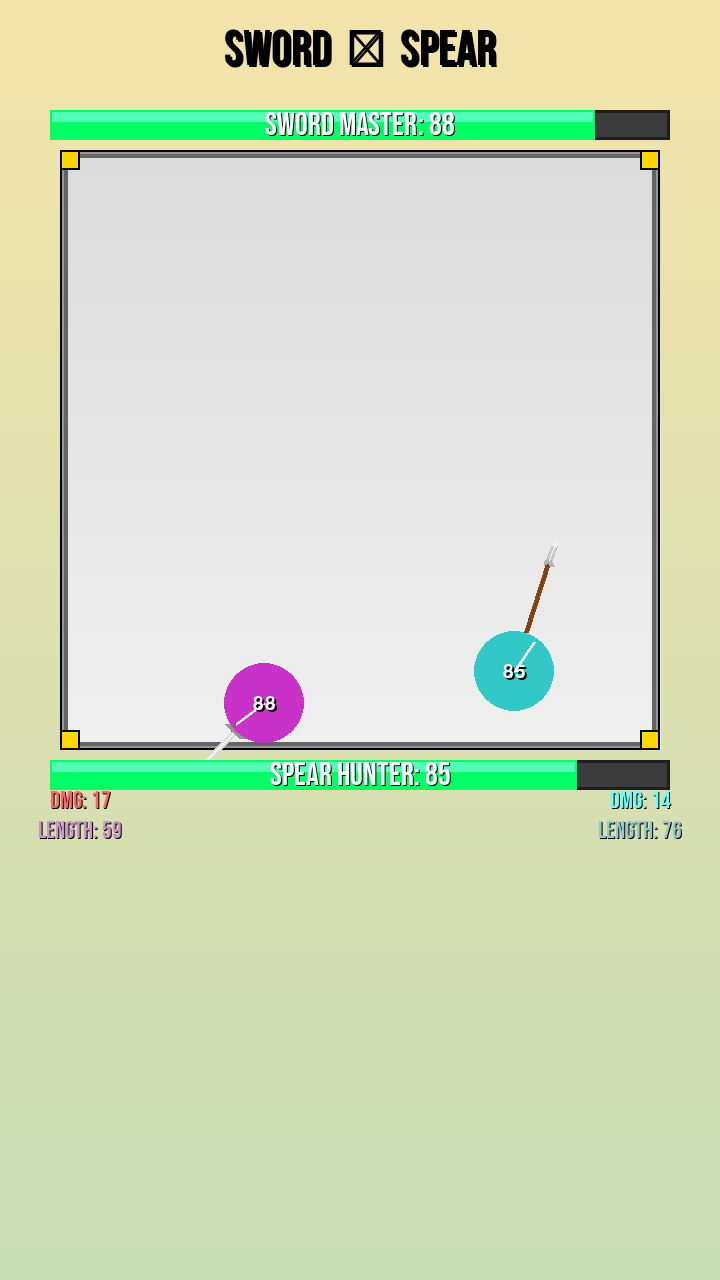 SWORD ☒ SPEAR
SWORD MASTER: 88
85
88
SPEAR HUNTER: 85
DMG: 17 DMG: 14
LENGTH: 59 LENGTH: 76